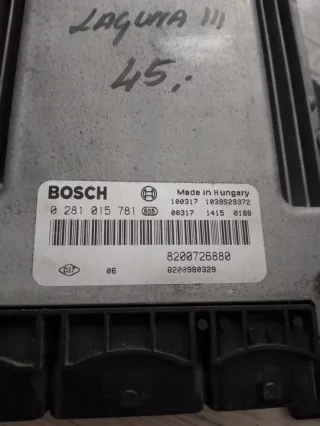 LAGUNA III
45,-
BOSCH
Made in Hungary
0 281 015 781
100317 1039S29372
00317 1415 0188
8200726880
06
8200980329